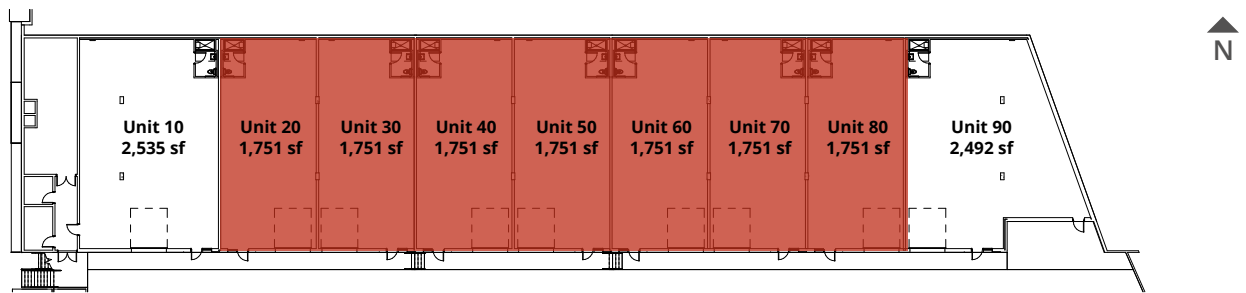 N
Unit 10
2,535 sf
Unit 20
1,751 sf
Unit 30
1,751 sf
Unit 40
1,751 sf
Unit 50
1,751 sf
Unit 60
1,751 sf
Unit 70
1,751 sf
Unit 80
1,751 sf
Unit 90
2,492 sf